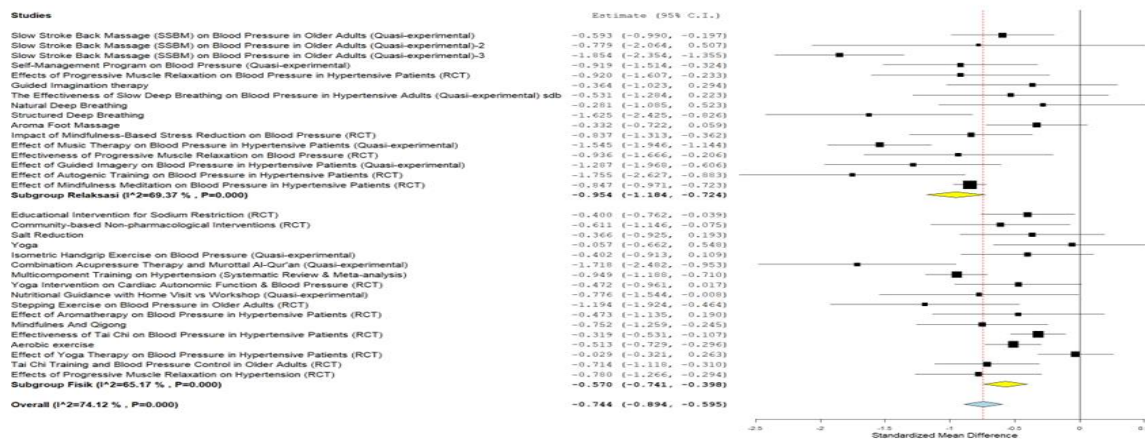 Studies Estimate (95% C.I.)
Slow Stroke Back Massage (SSBM) on Blood Pressure in Older Adults (Quasi-experimental) -0.593 (-0.990, -0.197)
Slow Stroke Back Massage (SSBM) on Blood Pressure in Older Adults (Quasi-experimental)-2 -0.779 (-2.064, 0.507)
Slow Stroke Back Massage (SSBM) on Blood Pressure in Older Adults (Quasi-experimental)-3 -1.854 (-2.354, -1.355)
Self-Management Program on Blood Pressure (Quasi-experimental) -0.919 (-1.514, -0.324)
Effects of Progressive Muscle Relaxation on Blood Pressure in Hypertensive Patients (RCT) -0.920 (-1.607, -0.233)
Guided Imagination therapy -0.364 (-1.023, 0.294)
The Effectiveness of Slow Deep Breathing on Blood Pressure in Hypertensive Adults (Quasi-experimental) sdb -0.531 (-1.284, 0.223)
Natural Deep Breathing -0.281 (-1.085, 0.523)
Structured Deep Breathing -1.625 (-2.425, -0.826)
Aroma Foot Massage -0.332 (-0.722, 0.059)
Impact of Mindfulness-Based Stress Reduction on Blood Pressure (RCT) -0.837 (-1.313, -0.362)
Effect of Music Therapy on Blood Pressure in Hypertensive Patients (Quasi-experimental) -1.545 (-1.946, -1.144)
Effectiveness of Progressive Muscle Relaxation on Blood Pressure (RCT) -0.936 (-1.666, -0.206)
Effect of Guided Imagery on Blood Pressure in Hypertensive Patients (Quasi-experimental) -1.287 (-1.968, -0.606)
Effect of Autogenic Training on Blood Pressure in Hypertensive Patients (RCT) -1.755 (-2.627, -0.883)
Effect of Mindfulness Meditation on Blood Pressure in Hypertensive Patients (RCT) -0.847 (-0.971, -0.723)
Subgroup Relaksasi (I^2=69.37 % , P=0.000) -0.954 (-1.184, -0.724)
Educational Intervention for Sodium Restriction (RCT) -0.400 (-0.762, -0.039)
Community-based Non-pharmacological Interventions (RCT) -0.611 (-1.146, -0.075)
Salt Reduction -0.366 (-0.925, 0.193)
Yoga -0.057 (-0.662, 0.548)
Isometric Handgrip Exercise on Blood Pressure (Quasi-experimental) -0.402 (-0.913, 0.109)
Combination Acupressure Therapy and Murottal Al-Qur'an (Quasi-experimental) -1.718 (-2.482, -0.953)
Multicomponent Training on Hypertension (Systematic Review & Meta-analysis) -0.949 (-1.188, -0.710)
Yoga Intervention on Cardiac Autonomic Function & Blood Pressure (RCT) -0.472 (-0.961, 0.017)
Nutritional Guidance with Home Visit vs Workshop (Quasi-experimental) -0.776 (-1.544, -0.008)
Stepping Exercise on Blood Pressure in Older Adults (RCT) -1.194 (-1.924, -0.464)
Effect of Aromatherapy on Blood Pressure in Hypertensive Patients (RCT) -0.473 (-1.135, 0.190)
Mindfulnes And Qigong -0.752 (-1.259, -0.245)
Effectiveness of Tai Chi on Blood Pressure in Hypertensive Patients (RCT) -0.319 (-0.531, -0.107)
Aerobic exercise -0.513 (-0.729, -0.296)
Effect of Yoga Therapy on Blood Pressure in Hypertensive Patients (RCT) -0.029 (-0.321, 0.263)
Tai Chi Training and Blood Pressure Control in Older Adults (RCT) -0.714 (-1.118, -0.310)
Effects of Progressive Muscle Relaxation on Hypertension (RCT) -0.780 (-1.266, -0.294)
Subgroup Fisik (I^2=65.17 % , P=0.000) -0.570 (-0.741, -0.398)
Overall (I^2=74.12 % , P=0.000) -0.744 (-0.894, -0.595)
-2.5 -2 -1.5 -1 -0.5 0 0.5
Standardized Mean Difference